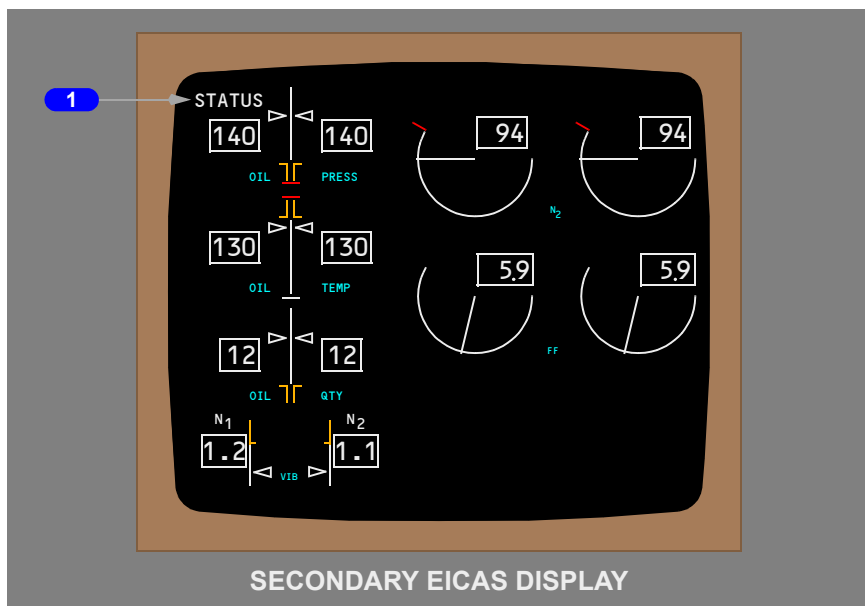 1
STATUS
140 140
OIL PRESS
130 130
OIL TEMP
12 12
OIL QTY
N1 N2
1.2 1.1
VIB
94 94
N2
5.9 5.9
FF
SECONDARY EICAS DISPLAY